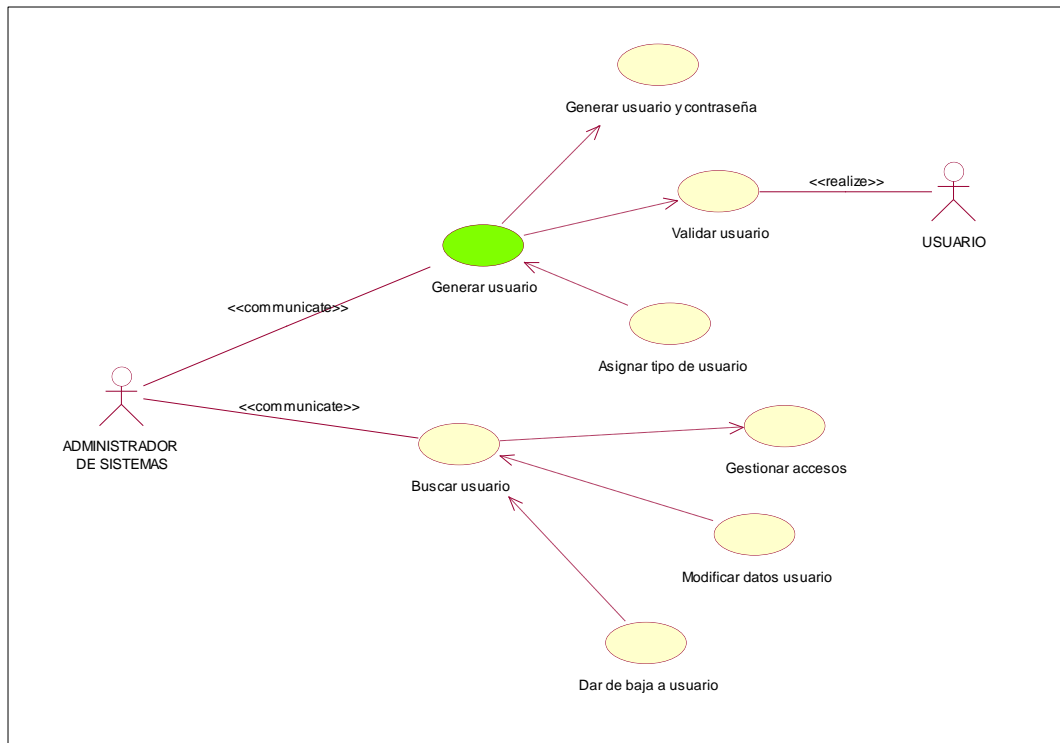 Generar usuario y contraseña
<<realize>>
Validar usuario
USUARIO
Generar usuario
<<communicate>>
Asignar tipo de usuario
<<communicate>>
ADMINISTRADOR
DE SISTEMAS
Gestionar accesos
Buscar usuario
Modificar datos usuario
Dar de baja a usuario